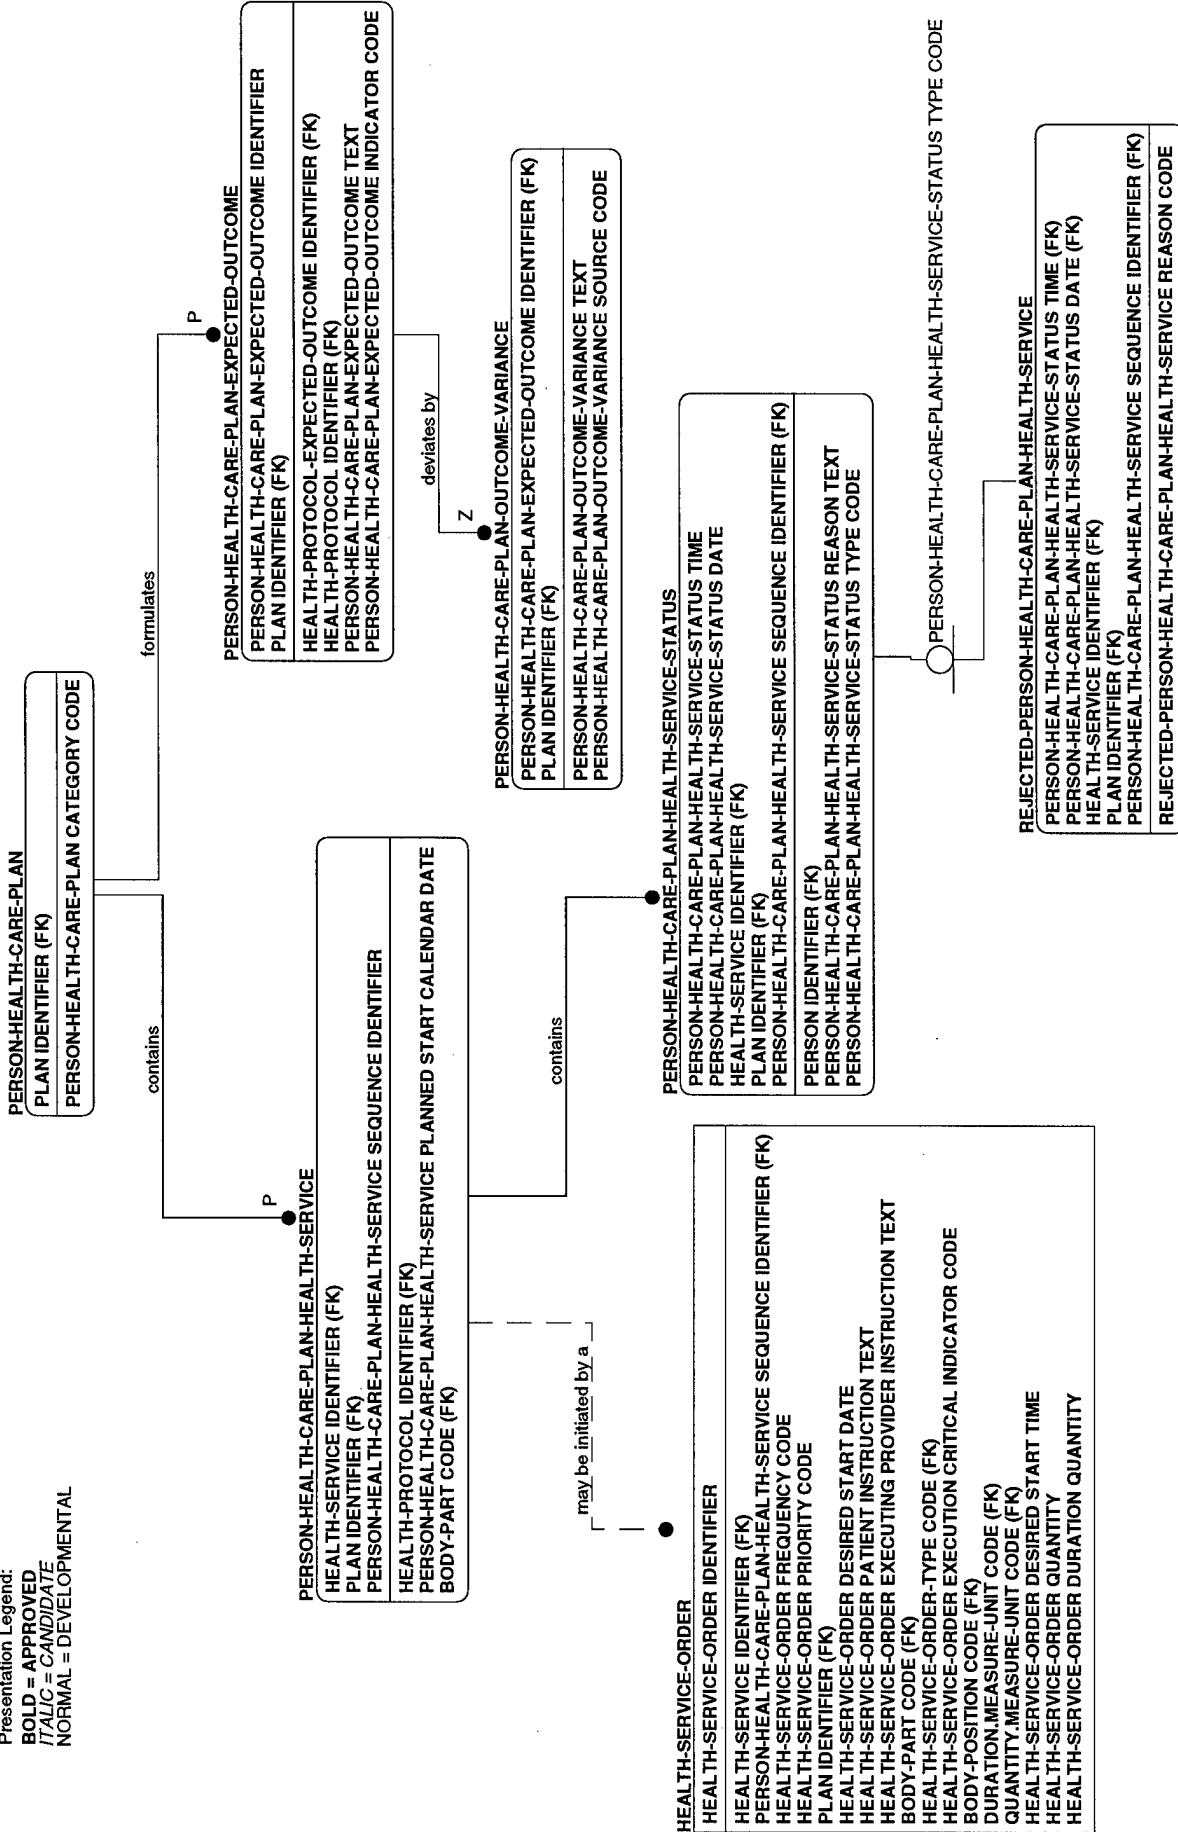 Presentation Legend:
BOLD = APPROVED
ITALIC = CANDIDATE
NORMAL = DEVELOPMENTAL
PERSON-HEALTH-CARE-PLAN
PLAN IDENTIFIER (FK)
PERSON-HEALTH-CARE-PLAN CATEGORY CODE
contains
formulates
P
P
PERSON-HEALTH-CARE-PLAN-EXPECTED-OUTCOME
PERSON-HEALTH-CARE-PLAN-EXPECTED-OUTCOME IDENTIFIER
PLAN IDENTIFIER (FK)
HEALTH-PROTOCOL-EXPECTED-OUTCOME IDENTIFIER (FK)
HEALTH-PROTOCOL IDENTIFIER (FK)
PERSON-HEALTH-CARE-PLAN-EXPECTED-OUTCOME TEXT
PERSON-HEALTH-CARE-PLAN-EXPECTED-OUTCOME INDICATOR CODE
PERSON-HEALTH-CARE-PLAN-HEALTH-SERVICE
HEALTH-SERVICE IDENTIFIER (FK)
PLAN IDENTIFIER (FK)
PERSON-HEALTH-CARE-PLAN-HEALTH-SERVICE SEQUENCE IDENTIFIER
HEALTH-PROTOCOL IDENTIFIER (FK)
PERSON-HEALTH-CARE-PLAN-HEALTH-SERVICE PLANNED START CALENDAR DATE
BODY-PART CODE (FK)
deviates by
Z
PERSON-HEALTH-CARE-PLAN-OUTCOME-VARIANCE
PERSON-HEALTH-CARE-PLAN-EXPECTED-OUTCOME IDENTIFIER (FK)
PLAN IDENTIFIER (FK)
PERSON-HEALTH-CARE-PLAN-OUTCOME-VARIANCE TEXT
PERSON-HEALTH-CARE-PLAN-OUTCOME-VARIANCE SOURCE CODE
may be initiated by a
contains
HEALTH-SERVICE-ORDER
HEALTH-SERVICE-ORDER IDENTIFIER
HEALTH-SERVICE IDENTIFIER (FK)
PERSON-HEALTH-CARE-PLAN-HEALTH-SERVICE SEQUENCE IDENTIFIER (FK)
HEALTH-SERVICE-ORDER FREQUENCY CODE
HEALTH-SERVICE-ORDER PRIORITY CODE
PLAN IDENTIFIER (FK)
HEALTH-SERVICE-ORDER DESIRED START DATE
HEALTH-SERVICE-ORDER PATIENT INSTRUCTION TEXT
HEALTH-SERVICE-ORDER EXECUTING PROVIDER INSTRUCTION TEXT
BODY-PART CODE (FK)
HEALTH-SERVICE-ORDER-TYPE CODE (FK)
HEALTH-SERVICE-ORDER EXECUTION CRITICAL INDICATOR CODE
BODY-POSITION CODE (FK)
DURATION.MEASURE-UNIT CODE (FK)
QUANTITY.MEASURE-UNIT CODE (FK)
HEALTH-SERVICE-ORDER DESIRED START TIME
HEALTH-SERVICE-ORDER QUANTITY
HEALTH-SERVICE-ORDER DURATION QUANTITY
PERSON-HEALTH-CARE-PLAN-HEALTH-SERVICE-STATUS
PERSON-HEALTH-CARE-PLAN-HEALTH-SERVICE-STATUS TIME
PERSON-HEALTH-CARE-PLAN-HEALTH-SERVICE-STATUS DATE
HEALTH-SERVICE IDENTIFIER (FK)
PLAN IDENTIFIER (FK)
PERSON-HEALTH-CARE-PLAN-HEALTH-SERVICE SEQUENCE IDENTIFIER (FK)
PERSON IDENTIFIER (FK)
PERSON-HEALTH-CARE-PLAN-HEALTH-SERVICE-STATUS REASON TEXT
PERSON-HEALTH-CARE-PLAN-HEALTH-SERVICE-STATUS TYPE CODE
PERSON-HEALTH-CARE-PLAN-HEALTH-SERVICE-STATUS TYPE CODE
REJECTED-PERSON-HEALTH-CARE-PLAN-HEALTH-SERVICE
PERSON-HEALTH-CARE-PLAN-HEALTH-SERVICE-STATUS TIME (FK)
PERSON-HEALTH-CARE-PLAN-HEALTH-SERVICE-STATUS DATE (FK)
HEALTH-SERVICE IDENTIFIER (FK)
PLAN IDENTIFIER (FK)
PERSON-HEALTH-CARE-PLAN-HEALTH-SERVICE SEQUENCE IDENTIFIER (FK)
REJECTED-PERSON-HEALTH-CARE-PLAN-HEALTH-SERVICE REASON CODE